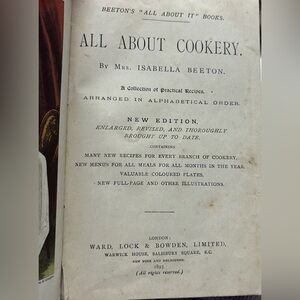 BEETON'S "ALL ABOUT IT" BOOKS.
ALL ABOUT COOKERY.
BY MRS. ISABELLA BEETON.
A Collection of Practical Recipes,
ARRANGED IN ALPHABETICAL ORDER.
NEW EDITION,
ENLARGED, REVISED, AND THOROUGHLY
BROUGHT UP TO DATE,
CONTAINING
MANY NEW RECIPES FOR EVERY BRANCH OF COOKERY,
NEW MENUS FOR ALL MEALS FOR ALL MONTHS IN THE YEAR,
VALUABLE COLOURED PLATES,
NEW FULL-PAGE AND OTHER ILLUSTRATIONS.
LONDON:
WARD, LOCK & BOWDEN, LIMITED,
WARWICK HOUSE, SALISBURY SQUARE, E.C.
NEW YORK AND MELBOURNE.
(All rights reserved.)